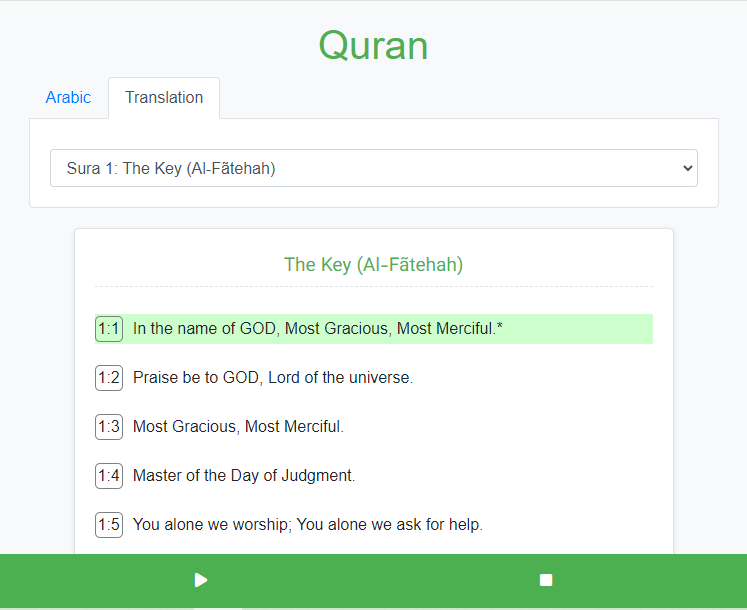 Quran
Arabic Translation
Sura 1: The Key (Al-Fãtehah)
The Key (Al-Fãtehah)
1:1 In the name of GOD, Most Gracious, Most Merciful.*
1:2 Praise be to GOD, Lord of the universe.
1:3 Most Gracious, Most Merciful.
1:4 Master of the Day of Judgment.
1:5 You alone we worship; You alone we ask for help.